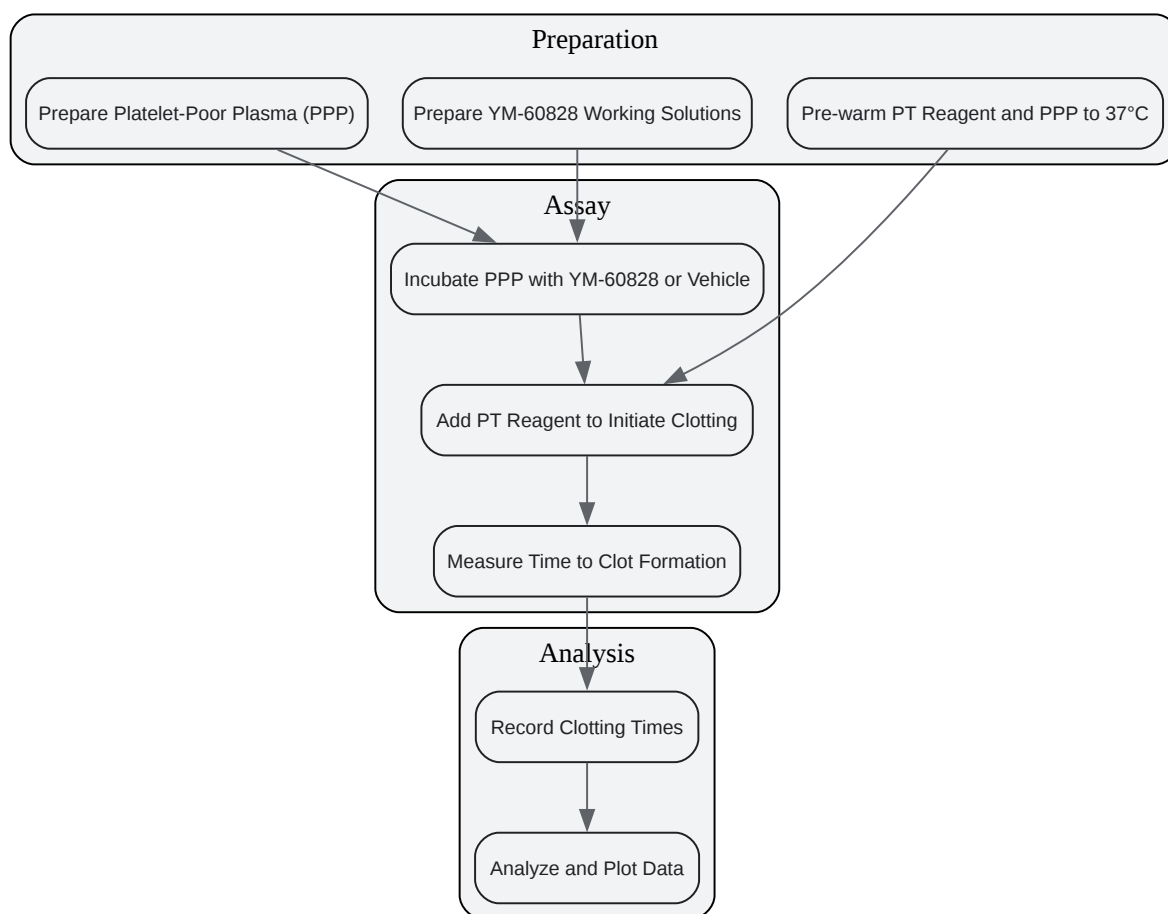 Preparation
Prepare Platelet-Poor Plasma (PPP)
Prepare YM-60828 Working Solutions
Pre-warm PT Reagent and PPP to 37°C
Assay
Incubate PPP with YM-60828 or Vehicle
Add PT Reagent to Initiate Clotting
Measure Time to Clot Formation
Analysis
Record Clotting Times
Analyze and Plot Data